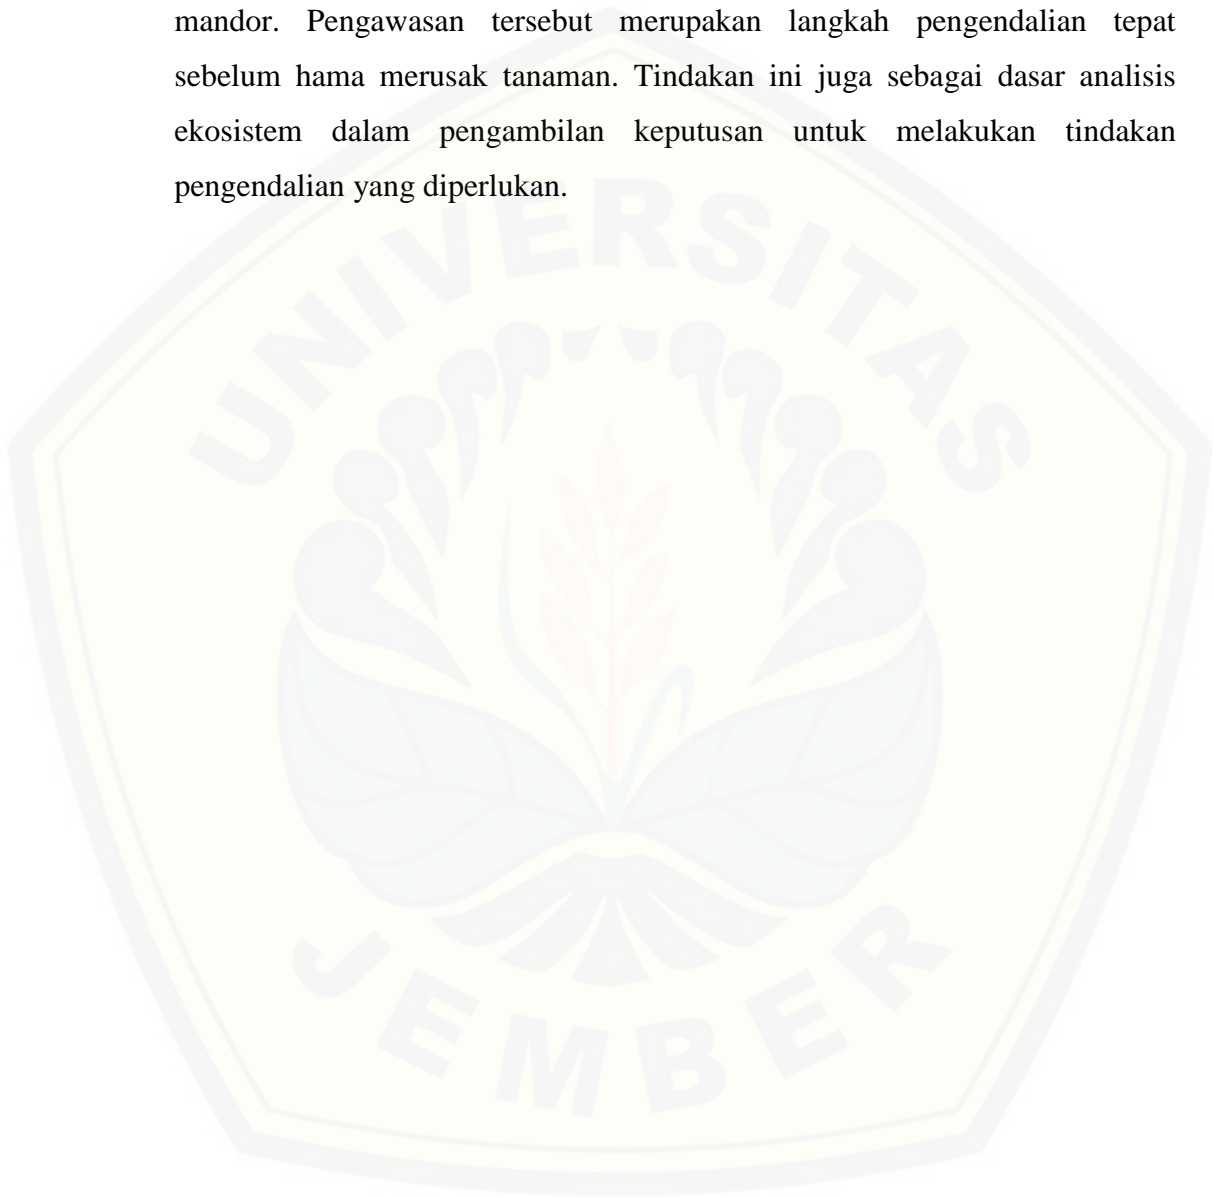 mandor. Pengawasan tersebut merupakan langkah pengendalian tepat
sebelum hama merusak tanaman. Tindakan ini juga sebagai dasar analisis
ekosistem dalam pengambilan keputusan untuk melakukan tindakan
pengendalian yang diperlukan.
UNIVERSITAS
JEMBER